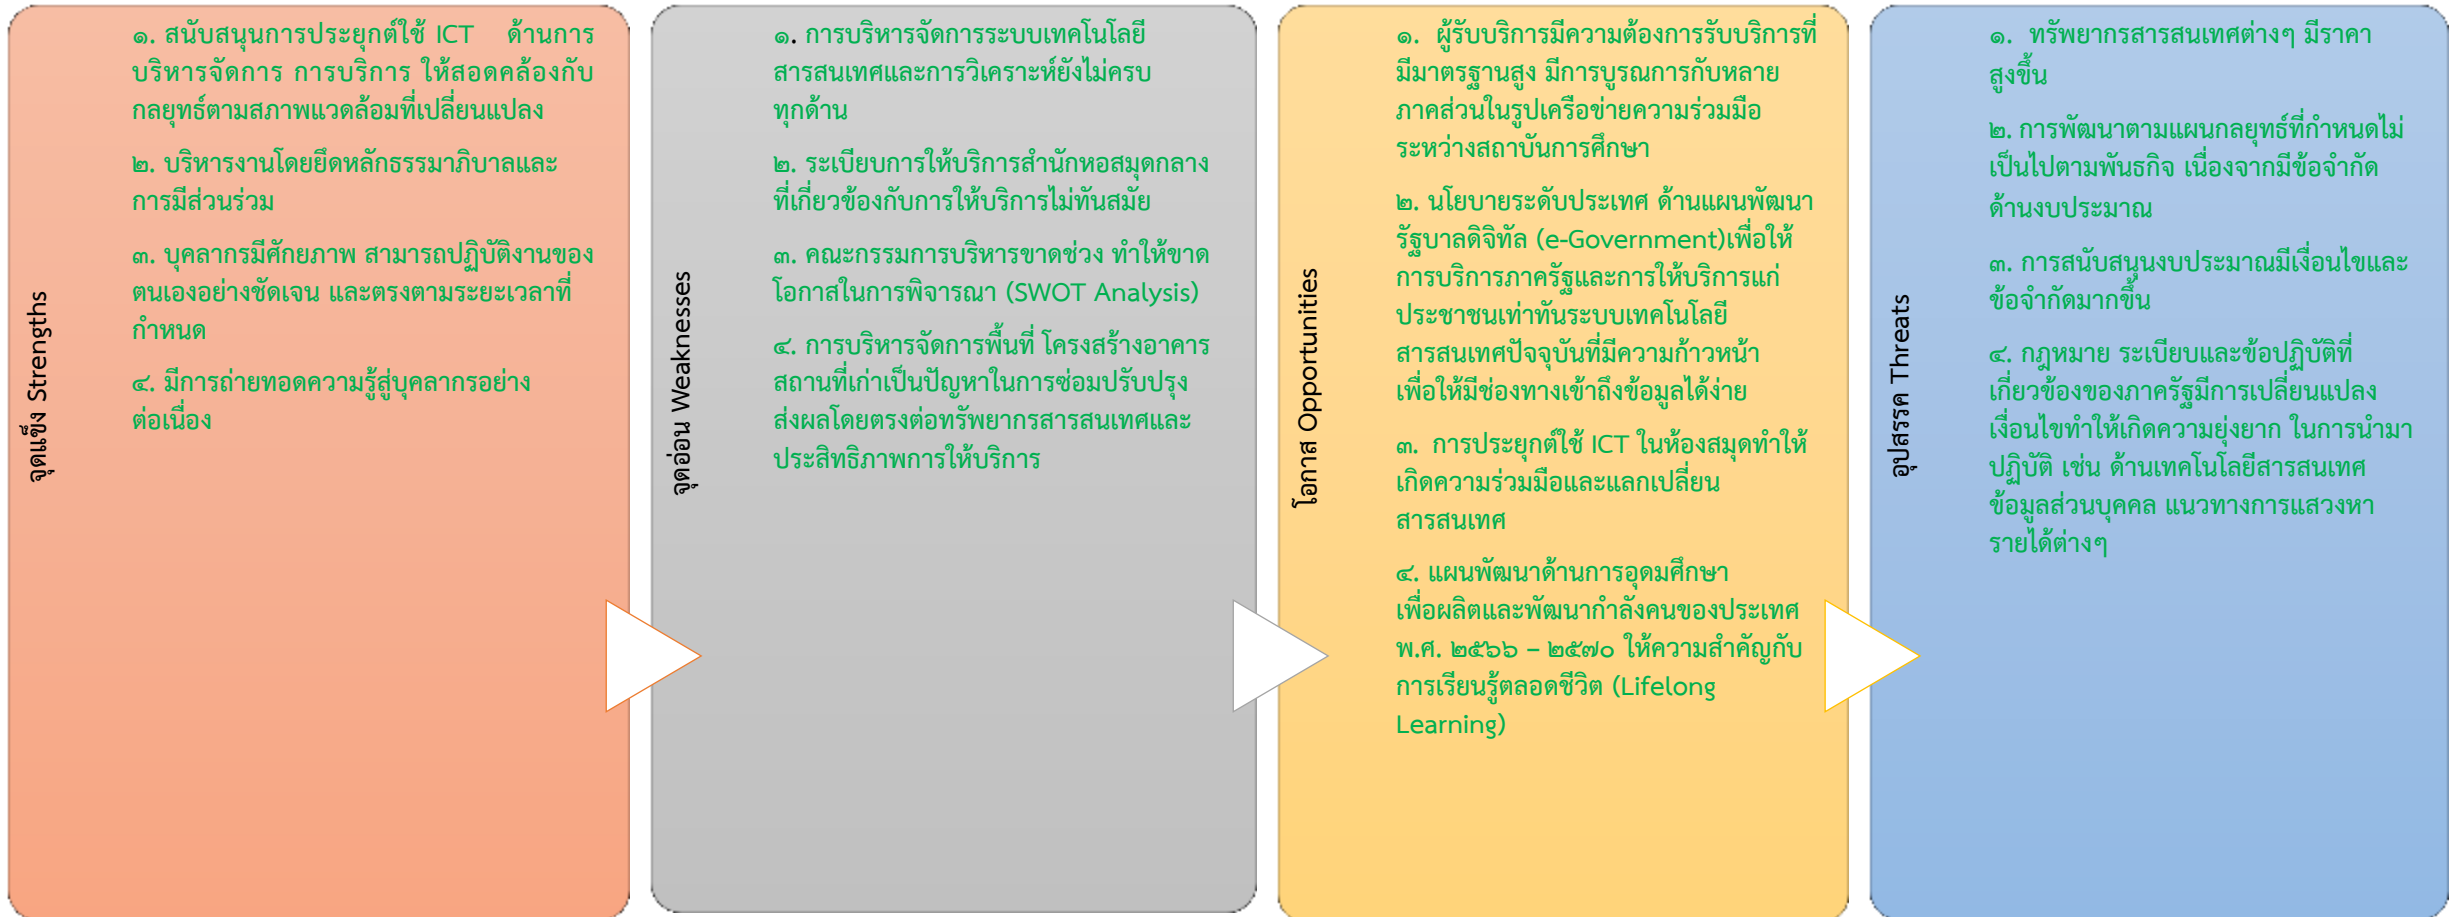 จุดแข็ง Strengths
๑. สนับสนุนการประยุกต์ใช้ ICT ด้านการ
บริหารจัดการ การบริการ ให้สอดคล้องกับ
กลยุทธ์ตามสภาพแวดล้อมที่เปลี่ยนแปลง
๒. บริหารงานโดยยึดหลักธรรมาภิบาลและ
การมีส่วนร่วม
๓. บุคลากรมีศักยภาพ สามารถปฏิบัติงานของ
ตนเองอย่างชัดเจน และตรงตามระยะเวลาที่
กำหนด
๔. มีการถ่ายทอดความรู้สู่บุคลากรอย่าง
ต่อเนื่อง
จุดอ่อน Weaknesses
๑. การบริหารจัดการระบบเทคโนโลยี
สารสนเทศและการวิเคราะห์ยังไม่ครบ
ทุกด้าน
๒. ระเบียบการให้บริการสำนักหอสมุดกลาง
ที่เกี่ยวข้องกับการให้บริการไม่ทันสมัย
๓. คณะกรรมการบริหารขาดช่วง ทำให้ขาด
โอกาสในการพิจารณา (SWOT Analysis)
๔. การบริหารจัดการพื้นที่ โครงสร้างอาคาร
สถานที่เก่าเป็นปัญหาในการซ่อมปรับปรุง
ส่งผลโดยตรงต่อทรัพยากรสารสนเทศและ
ประสิทธิภาพการให้บริการ
โอกาส Opportunities
๑. ผู้รับบริการมีความต้องการรับบริการที่
มีมาตรฐานสูง มีการบูรณการกับหลาย
ภาคส่วนในรูปเครือข่ายความร่วมมือ
ระหว่างสถาบันการศึกษา
๒. นโยบายระดับประเทศ ด้านแผนพัฒนา
รัฐบาลดิจิทัล (e-Government)เพื่อให้
การบริการภาครัฐและการให้บริการแก่
ประชาชนเท่าทันระบบเทคโนโลยี
สารสนเทศปัจจุบันที่มีความก้าวหน้า
เพื่อให้มีช่องทางเข้าถึงข้อมูลได้ง่าย
๓. การประยุกต์ใช้ ICT ในห้องสมุดทำให้
เกิดความร่วมมือและแลกเปลี่ยน
สารสนเทศ
๔. แผนพัฒนาด้านการอุดมศึกษา
เพื่อผลิตและพัฒนากำลังคนของประเทศ
พ.ศ. ๒๕๖๖ – ๒๕๗๐ ให้ความสำคัญกับ
การเรียนรู้ตลอดชีวิต (Lifelong
Learning)
อุปสรรค Threats
๑. ทรัพยากรสารสนเทศต่างๆ มีราคา
สูงขึ้น
๒. การพัฒนาตามแผนกลยุทธ์ที่กำหนดไม่
เป็นไปตามพันธกิจ เนื่องจากมีข้อจำกัด
ด้านงบประมาณ
๓. การสนับสนุนงบประมาณมีเงื่อนไขและ
ข้อจำกัดมากขึ้น
๔. กฎหมาย ระเบียบและข้อปฏิบัติที่
เกี่ยวข้องของภาครัฐมีการเปลี่ยนแปลง
เงื่อนไขทำให้เกิดความยุ่งยาก ในการนำมา
ปฏิบัติ เช่น ด้านเทคโนโลยีสารสนเทศ
ข้อมูลส่วนบุคคล แนวทางการแสวงหา
รายได้ต่างๆ